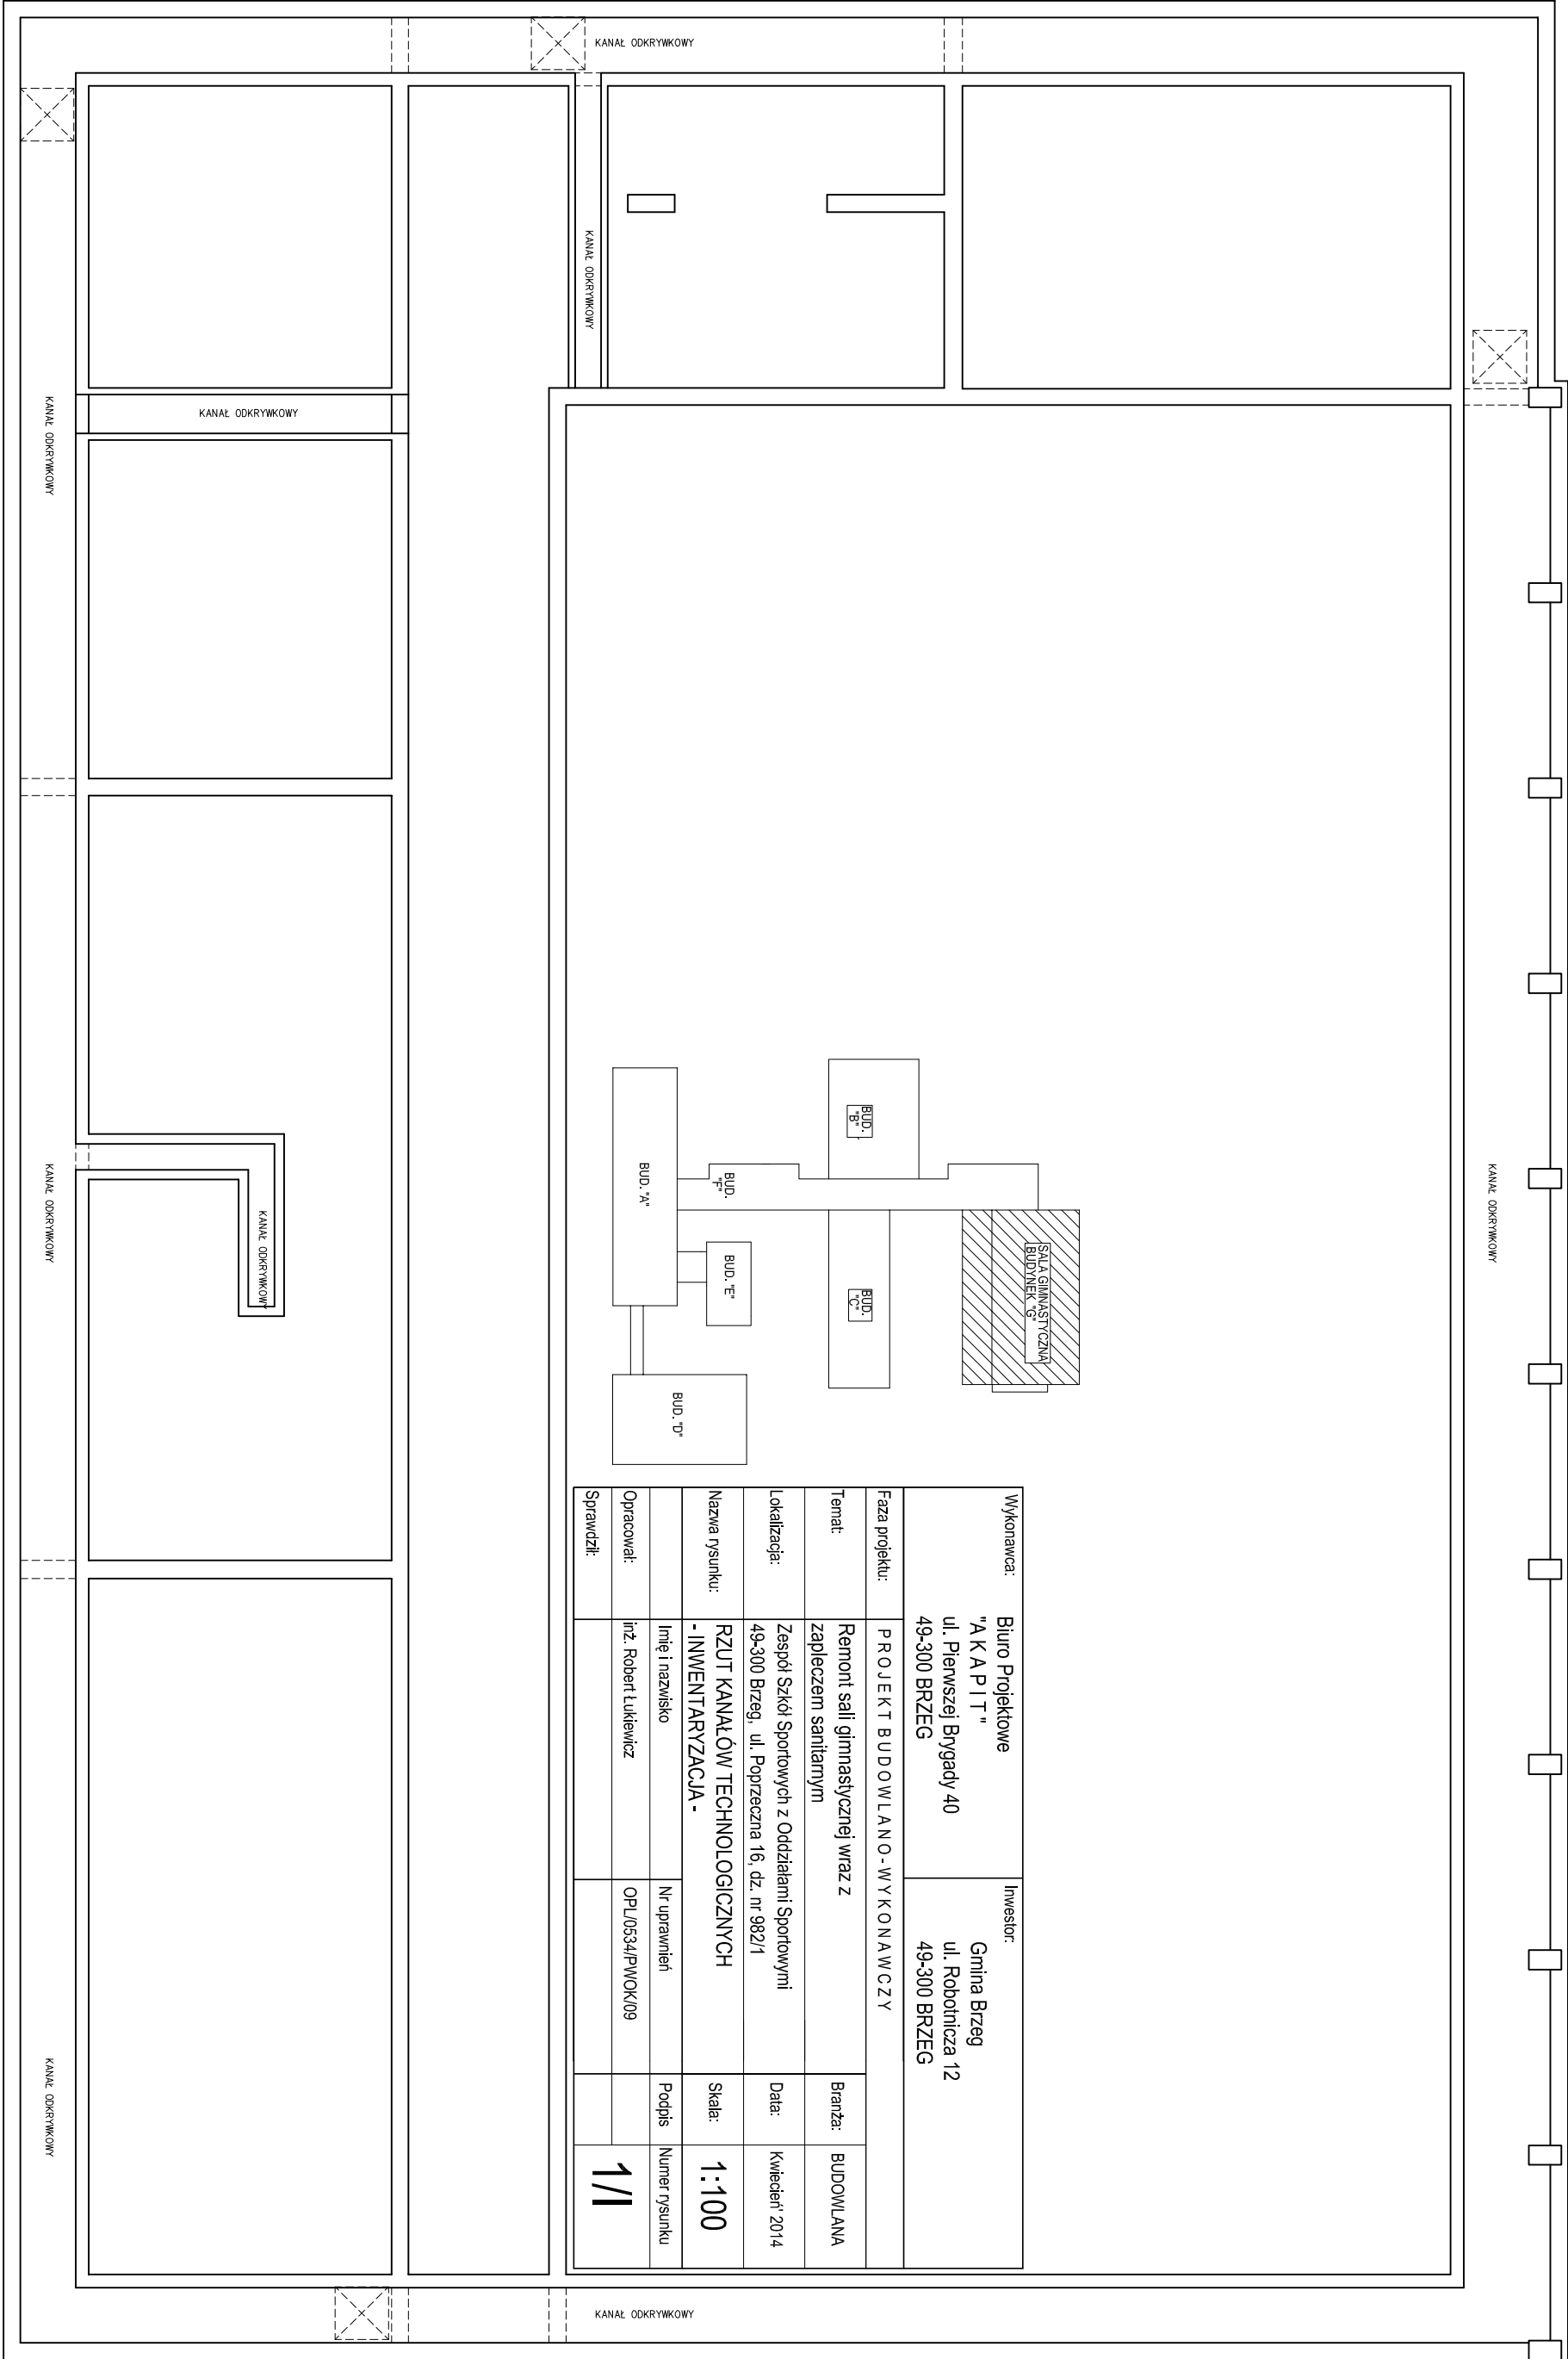 KANAŁ ODKRYWKOWY
KANAŁ ODKRYWKOWY
KANAŁ ODKRYWKOWY
KANAŁ ODKRYWKOWY
KANAŁ ODKRYWKOWY
KANAŁ ODKRYWKOWY
KANAŁ ODKRYWKOWY
KANAŁ ODKRYWKOWY
KANAŁ ODKRYWKOWY
SALA GIMNASTYCZNA
BUDYNEK "G"
BUD.
"B"
BUD.
"C"
BUD.
"F"
BUD. "E"
BUD. "A"
BUD. "D"
Wykonawca:
Biuro Projektowe
"A K A P I T "
ul. Pierwszej Brygady 40
49-300 BRZEG
Inwestor:
Gmina Brzeg
ul. Robotnicza 12
49-300 BRZEG
Faza projektu:
P R O J E K T B U D O W L A N O - W Y K O N A W C Z Y
Temat:
Remont sali gimnastycznej wraz z
zapleczem sanitarnym
Branża:
BUDOWLANA
Lokalizacja:
Zespół Szkół Sportowych z Oddziałami Sportowymi
49-300 Brzeg, ul. Poprzeczna 16, dz. nr 982/1
Data:
Kwiecień' 2014
Nazwa rysunku:
RZUT KANAŁÓW TECHNOLOGICZNYCH
- INWENTARYZACJA -
Skala:
1:100
Imię i nazwisko
Nr uprawnień
Podpis
Numer rysunku
Opracował:
inż. Robert Łukiewicz
OPL/0534/PWOK/09
1/I
Sprawdził: